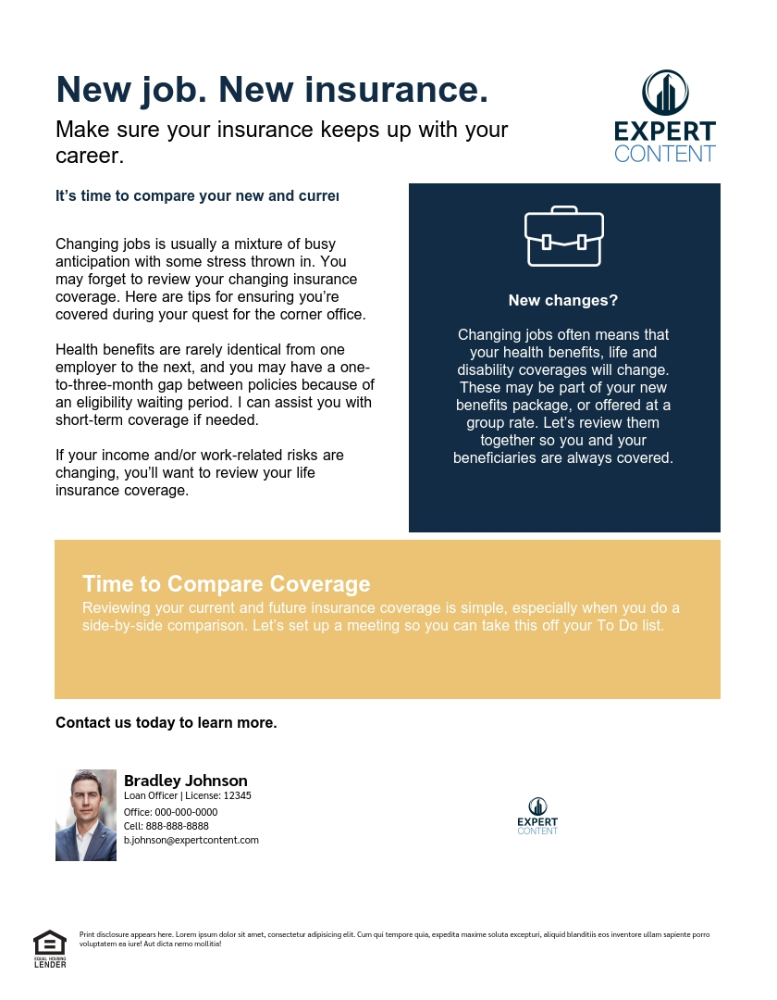 New job. New insurance.
Make sure your insurance keeps up with your
career.
EXPERT
CONTENT
It’s time to compare your new and
Changing jobs is usually a mixture of busy
anticipation with some stress thrown in. You
may forget to review your changing insurance
coverage. Here are tips for ensuring you’re
covered during your quest for the corner office.
Health benefits are rarely identical from one
employer to the next, and you may have a one-
to-three-month gap between policies because of
an eligibility waiting period. I can assist you with
short-term coverage if needed.
If your income and/or work-related risks are
changing, you’ll want to review your life
insurance coverage.
New changes?
Changing jobs often means that
your health benefits, life and
disability coverages will change.
These may be part of your new
benefits package, or offered at a
group rate. Let’s review them
together so you and your
beneficiaries are always covered.
Time to Compare Coverage
Reviewing your current and future insurance coverage is simple, especially when you do a
side-by-side comparison. Let’s set up a meeting so you can take this off your To Do list.
Contact us today to learn more.
Bradley Johnson
Loan Officer | License: 12345
Office: 000-000-0000
Cell: 888-888-8888
b.johnson@expertcontent.com
EXPERT
CONTENT
Print disclosure appears here. Lorem ipsum dolor sit amet, consectetur adipisicing elit. Cum qui tempore quia, expedita maxime soluta excepturi, aliquid blanditiis eos inventore ullam sapiente porro
voluptatem ea iure! Aut dicta nemo mollitia!
EQUAL HOUSING
LENDER